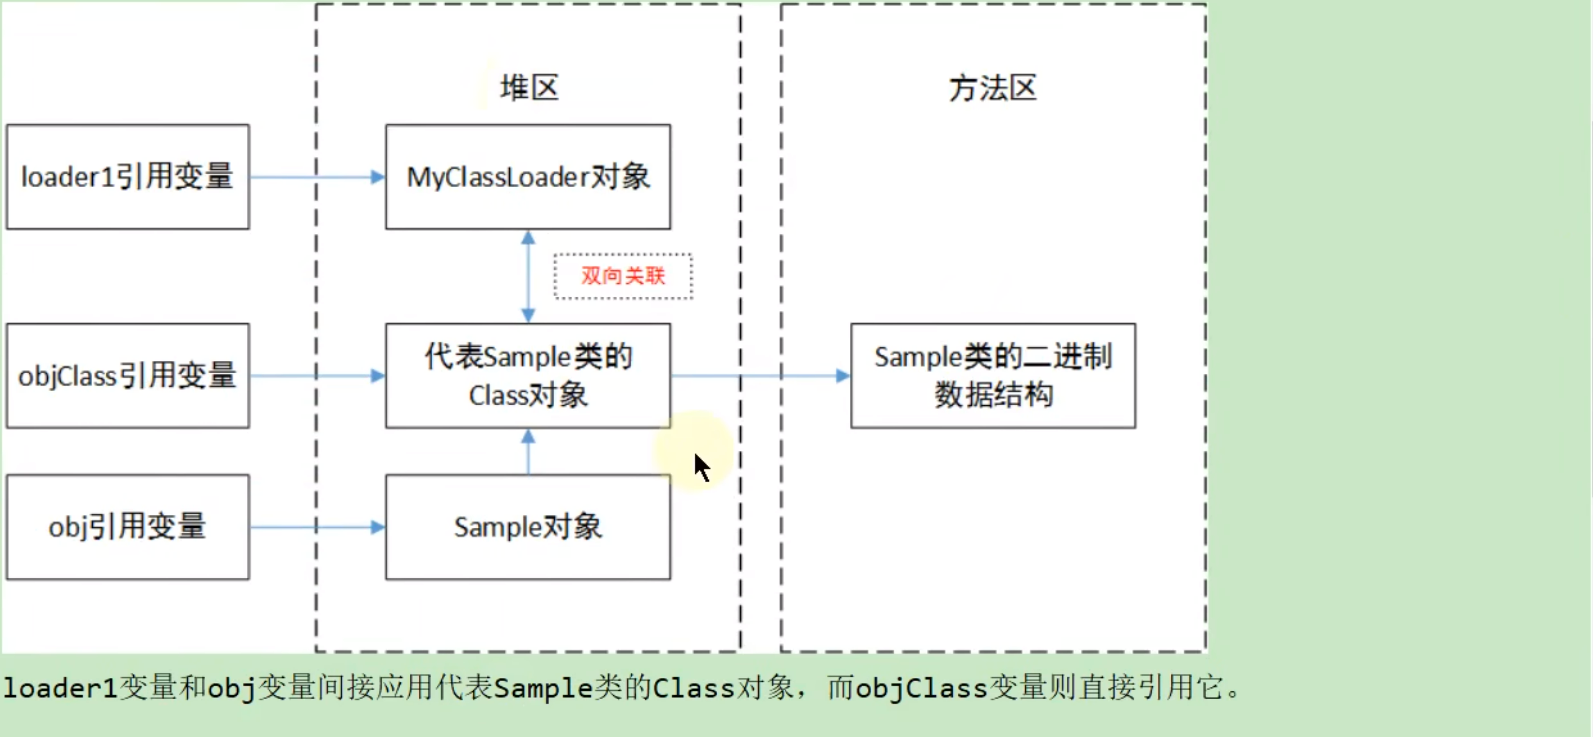 堆区
方法区
loader1引用变量
MyClassLoader对象
双向关联
objClass引用变量
代表Sample类的
Class对象
Sample类的二进制
数据结构
obj引用变量
Sample对象
loader1变量和obj变量间接应用代表Sample类的Class对象，而objClass变量则直接引用它。